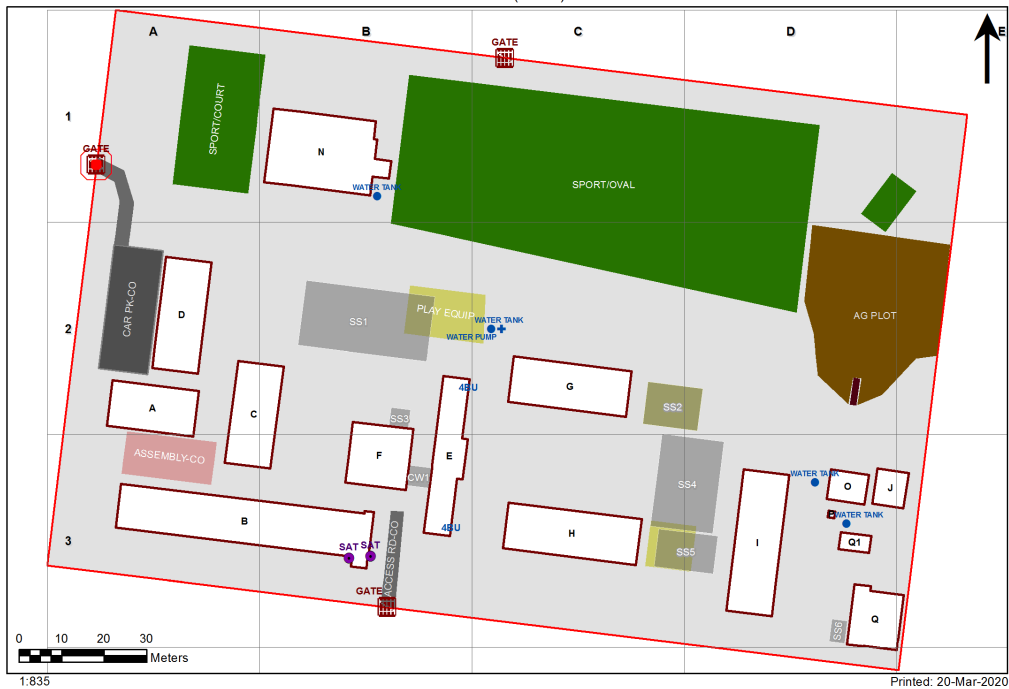 A B C D E
GATE
1
GATE
SPORT/COURT
N
WATER TANK
SPORT/OVAL
2
CAR PK-CO
D
SS1
PLAY EQUIP
WATER TANK
WATER PUMP
AG PLOT
A
C
4BU
G
SS2
SS3
ASSEMBLY-CO
F
E
CW1
SS4
WATER TANK
O
J
3
B
4BU
H
I
P
WATER TANK
Q1
SAT
SAT
ACCESS RD-CO
SS5
GATE
Q
SS6
0 10 20 30
Meters
1:835
Printed: 20-Mar-2020